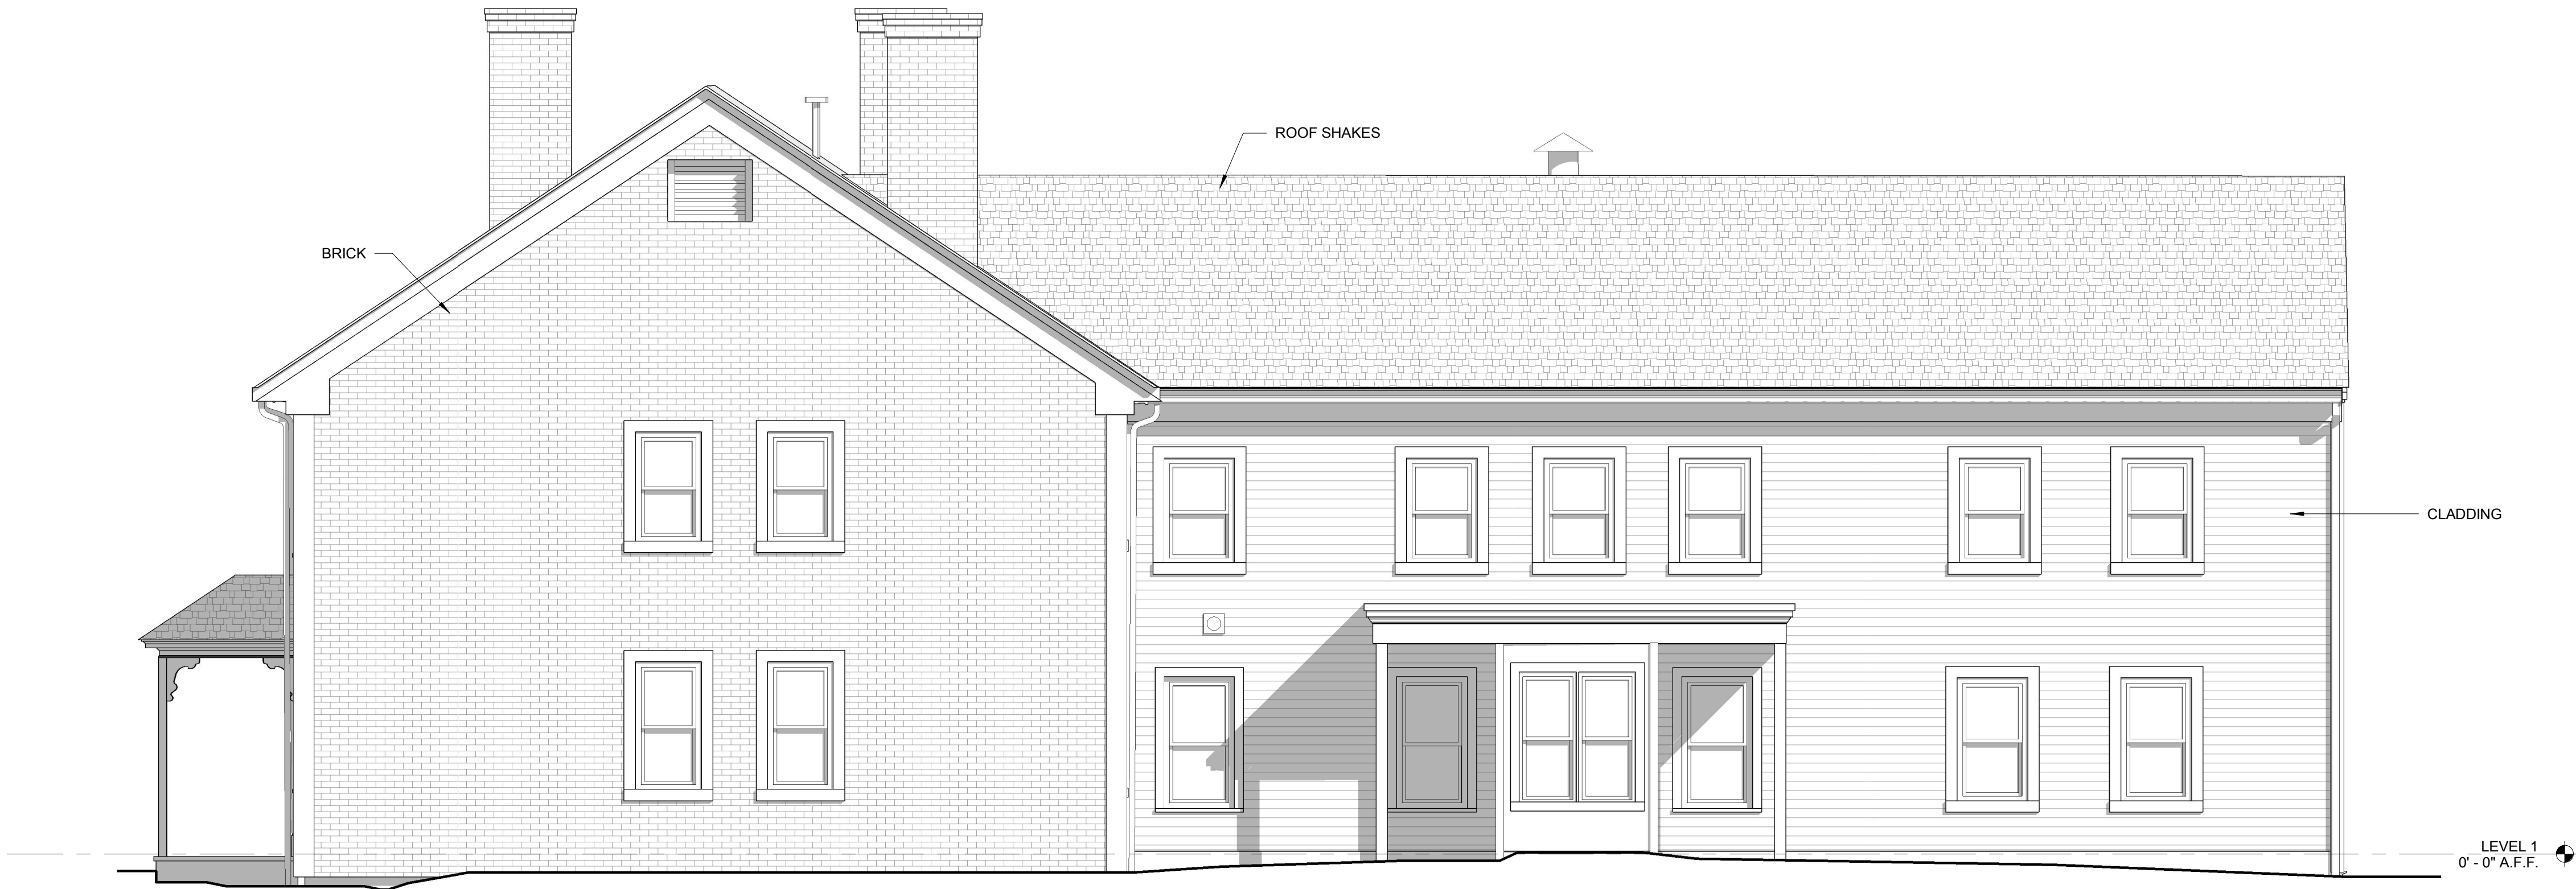 ROOF SHAKES
BRICK
CLADDING
LEVEL 1
0' - 0" A.F.F.